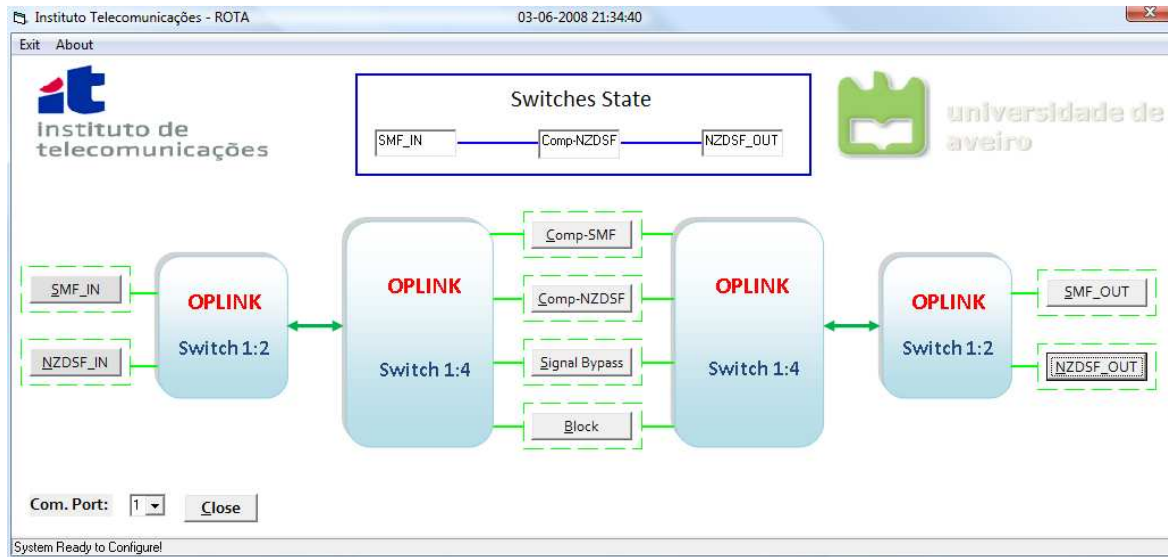 Instituto Telecomunicações - ROTA
03-06-2008 21:34:40
Exit About
instituto de
telecomunicações
Switches State
SMF_IN
Comp-NZDSF
NZDSF_OUT
universidade de
aveiro
SMF_IN
NZDSF_IN
OPLINK
Switch 1:2
OPLINK
Switch 1:4
Comp-SMF
Comp-NZDSF
Signal Bypass
Block
OPLINK
Switch 1:4
OPLINK
Switch 1:2
SMF_OUT
NZDSF_OUT
Com. Port:
1
Close
System Ready to Configure!